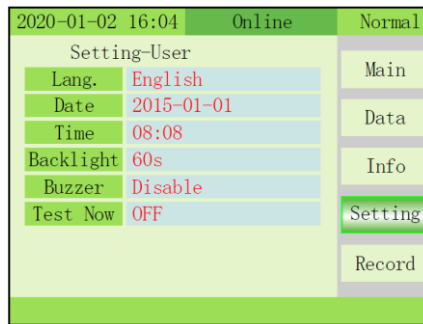 2020-01-02 16:04 Online Normal
Setting-User
Lang. English
Date 2015-01-01
Time 08:08
Backlight 60s
Buzzer Disable
Test Now OFF
Main
Data
Info
Setting
Record